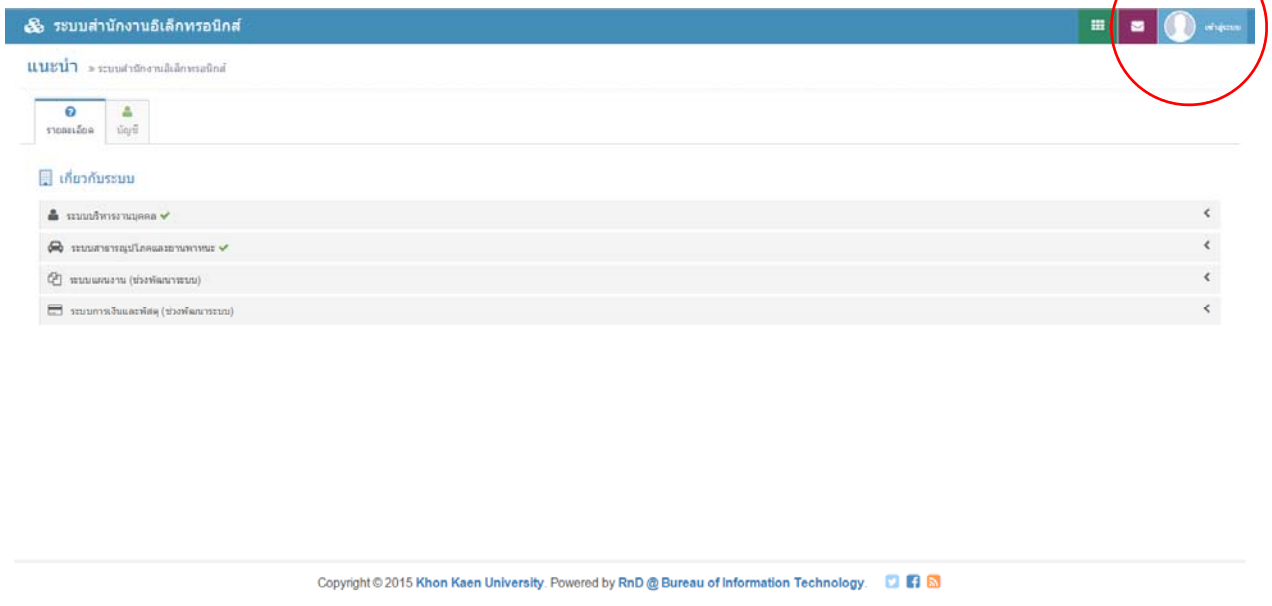 ระบบสำนักงานอิเล็กทรอนิกส์
เข้าสู่ระบบ
แนะนำ » ระบบสำนักงานอิเล็กทรอนิกส์
รายละเอียด บัญชี
เกี่ยวกับระบบ
ระบบบริหารงานบุคคล
ระบบสาธารณูปโภคและยานพาหนะ
ระบบแผนงาน (ช่วงพัฒนาระบบ)
ระบบการเงินและพัสดุ (ช่วงพัฒนาระบบ)
Copyright © 2015 Khon Kaen University. Powered by RnD @ Bureau of Information Technology.